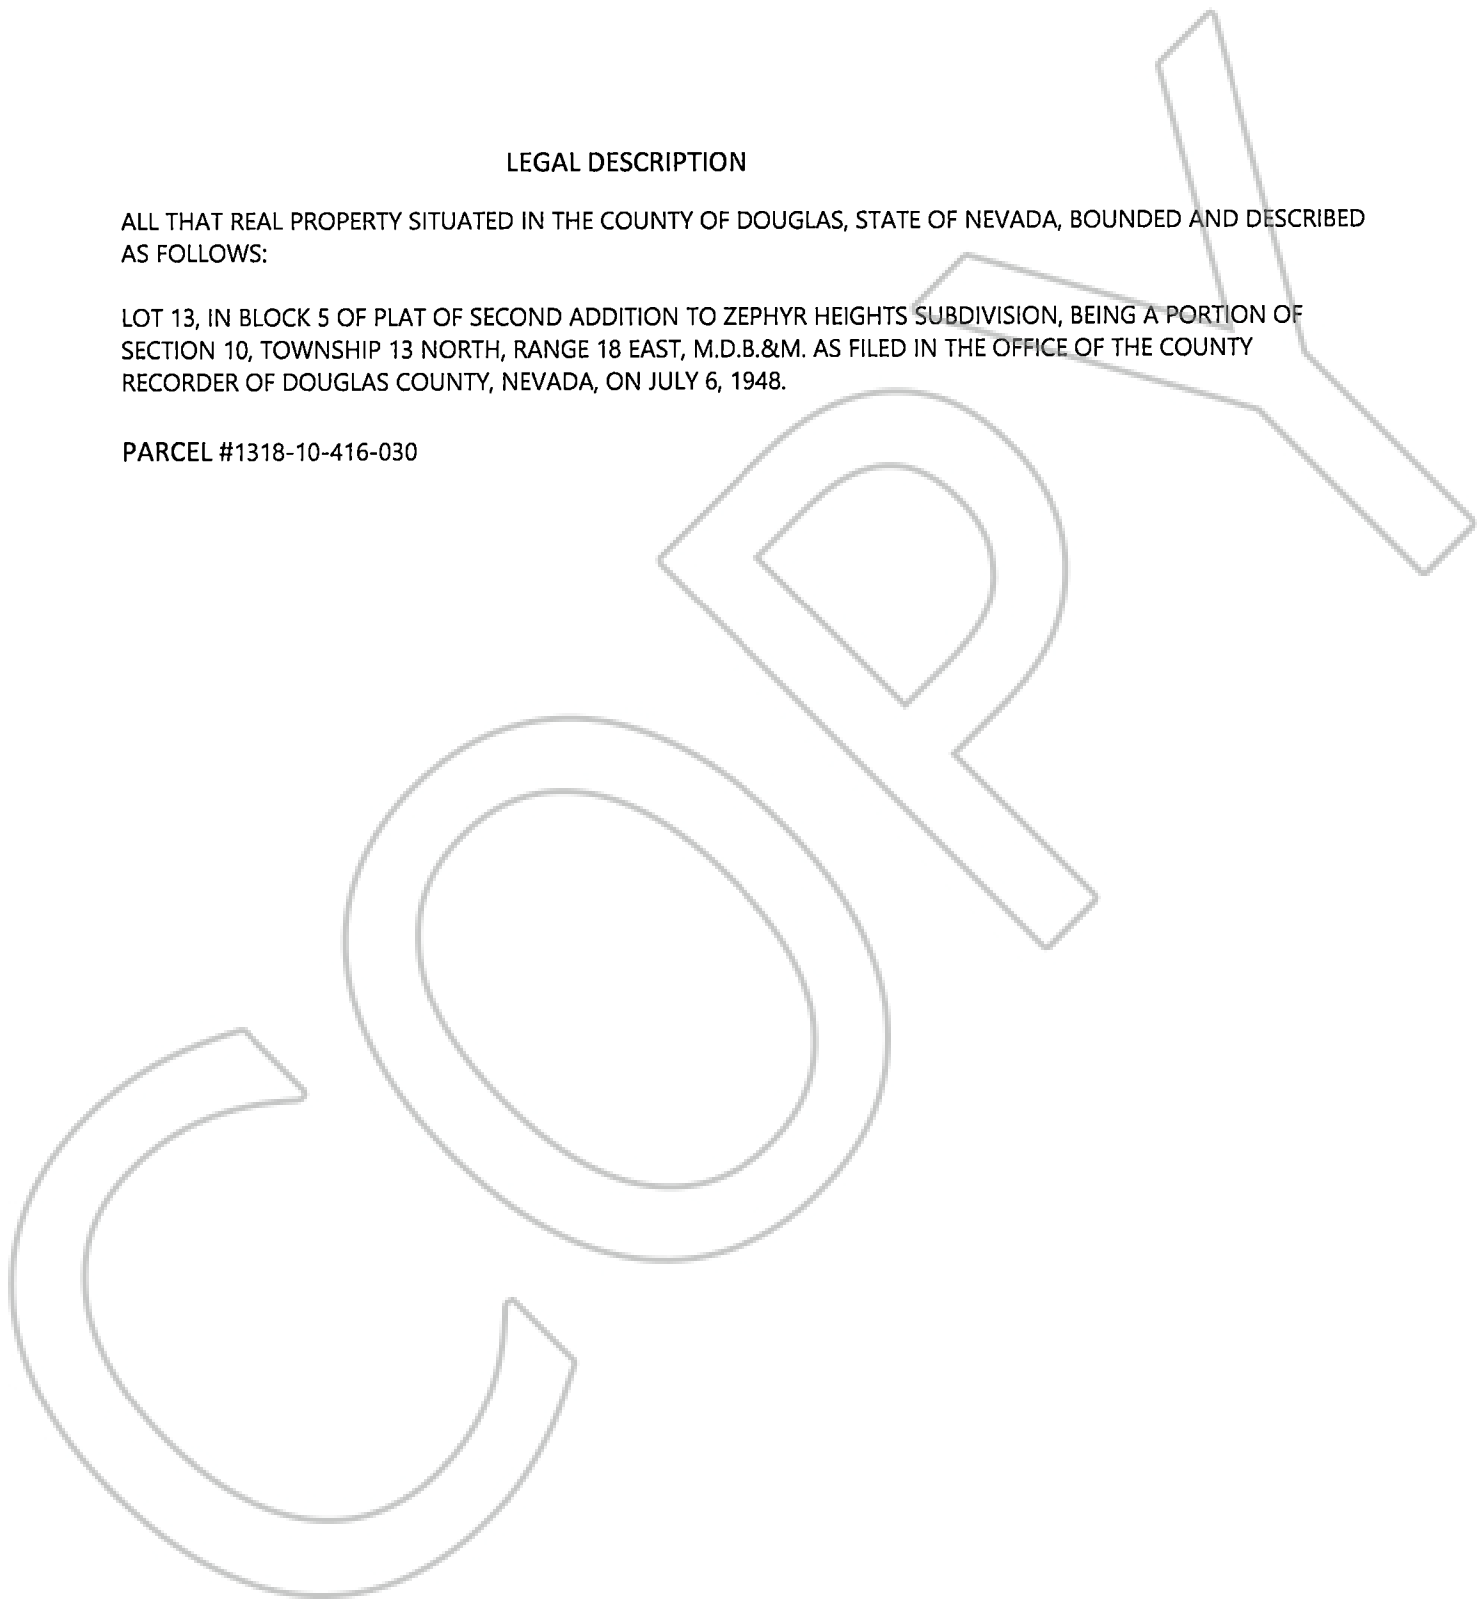 LEGAL DESCRIPTION
ALL THAT REAL PROPERTY SITUATED IN THE COUNTY OF DOUGLAS, STATE OF NEVADA, BOUNDED AND DESCRIBED
AS FOLLOWS:
LOT 13, IN BLOCK 5 OF PLAT OF SECOND ADDITION TO ZEPHYR HEIGHTS SUBDIVISION, BEING A PORTION OF
SECTION 10, TOWNSHIP 13 NORTH, RANGE 18 EAST, M.D.B.&M. AS FILED IN THE OFFICE OF THE COUNTY
RECORDER OF DOUGLAS COUNTY, NEVADA, ON JULY 6, 1948.
PARCEL #1318-10-416-030
COPY